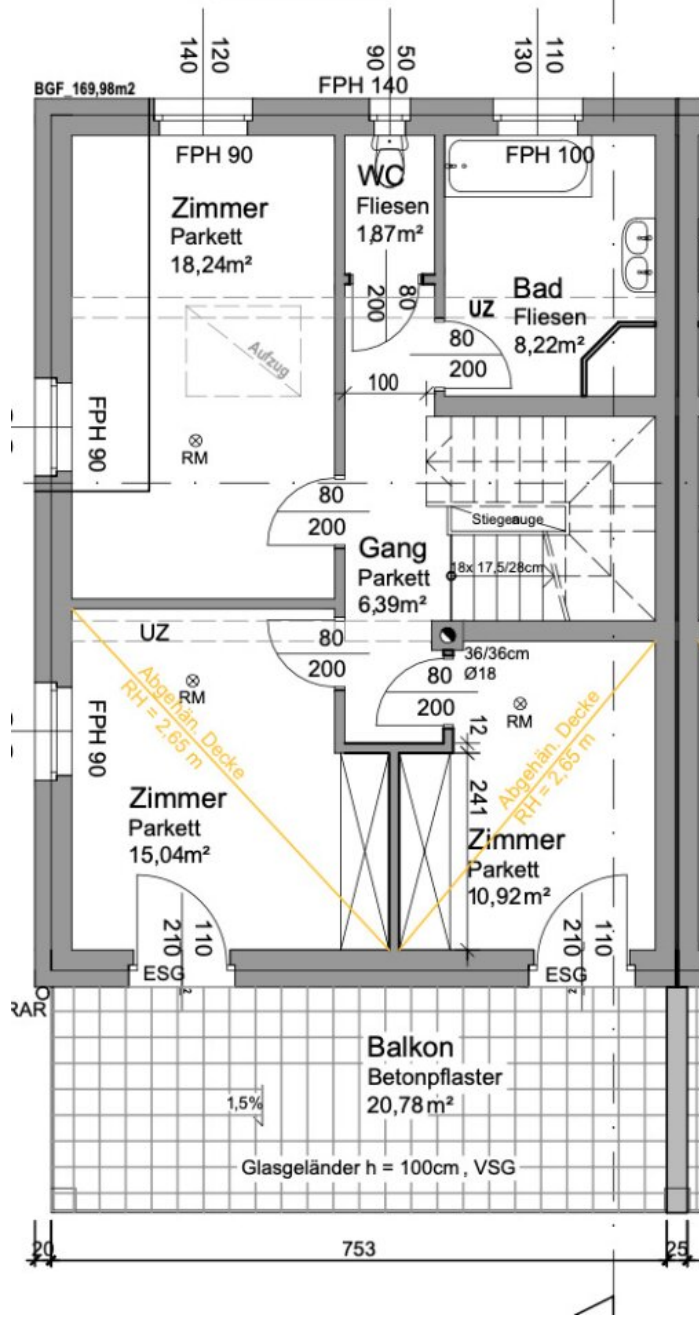 140
120
90
50
130
110
BGF_169,98m2
FPH 140
FPH 90
WC
Fliesen
1,87m²
FPH 100
Zimmer
Parkett
18,24m²
80
200
UZ
Bad
Fliesen
8,22m²
80
200
Aufzug
100
FPH 90
RM
80
200
Stiegenauge
Gang
Parkett
6,39m²
18x 17,5/28cm
UZ
80
200
36/36cm
Ø18
80
200
RM
RM
FPH 90
Abgehän. Decke
RH = 2,65 m
Abgehän. Decke
RH = 2,65 m
12
241
Zimmer
Parkett
15,04m²
Zimmer
Parkett
10,92m²
210
110
210
110
ESG
2
ESG
2
RAR
Balkon
Betonpflaster
20,78m²
1,5%
Glasgeländer h = 100cm , VSG
20
753
25